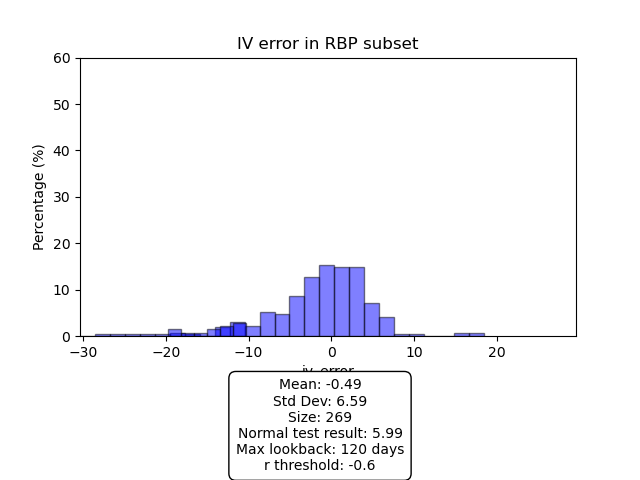 IV error in RBP subset
60
50
40
30
20
10
0
Percentage (%)
−30
−20
−10
0
10
20
iv_error
Mean: -0.49
Std Dev: 6.59
Size: 269
Normal test result: 5.99
Max lookback: 120 days
r threshold: -0.6